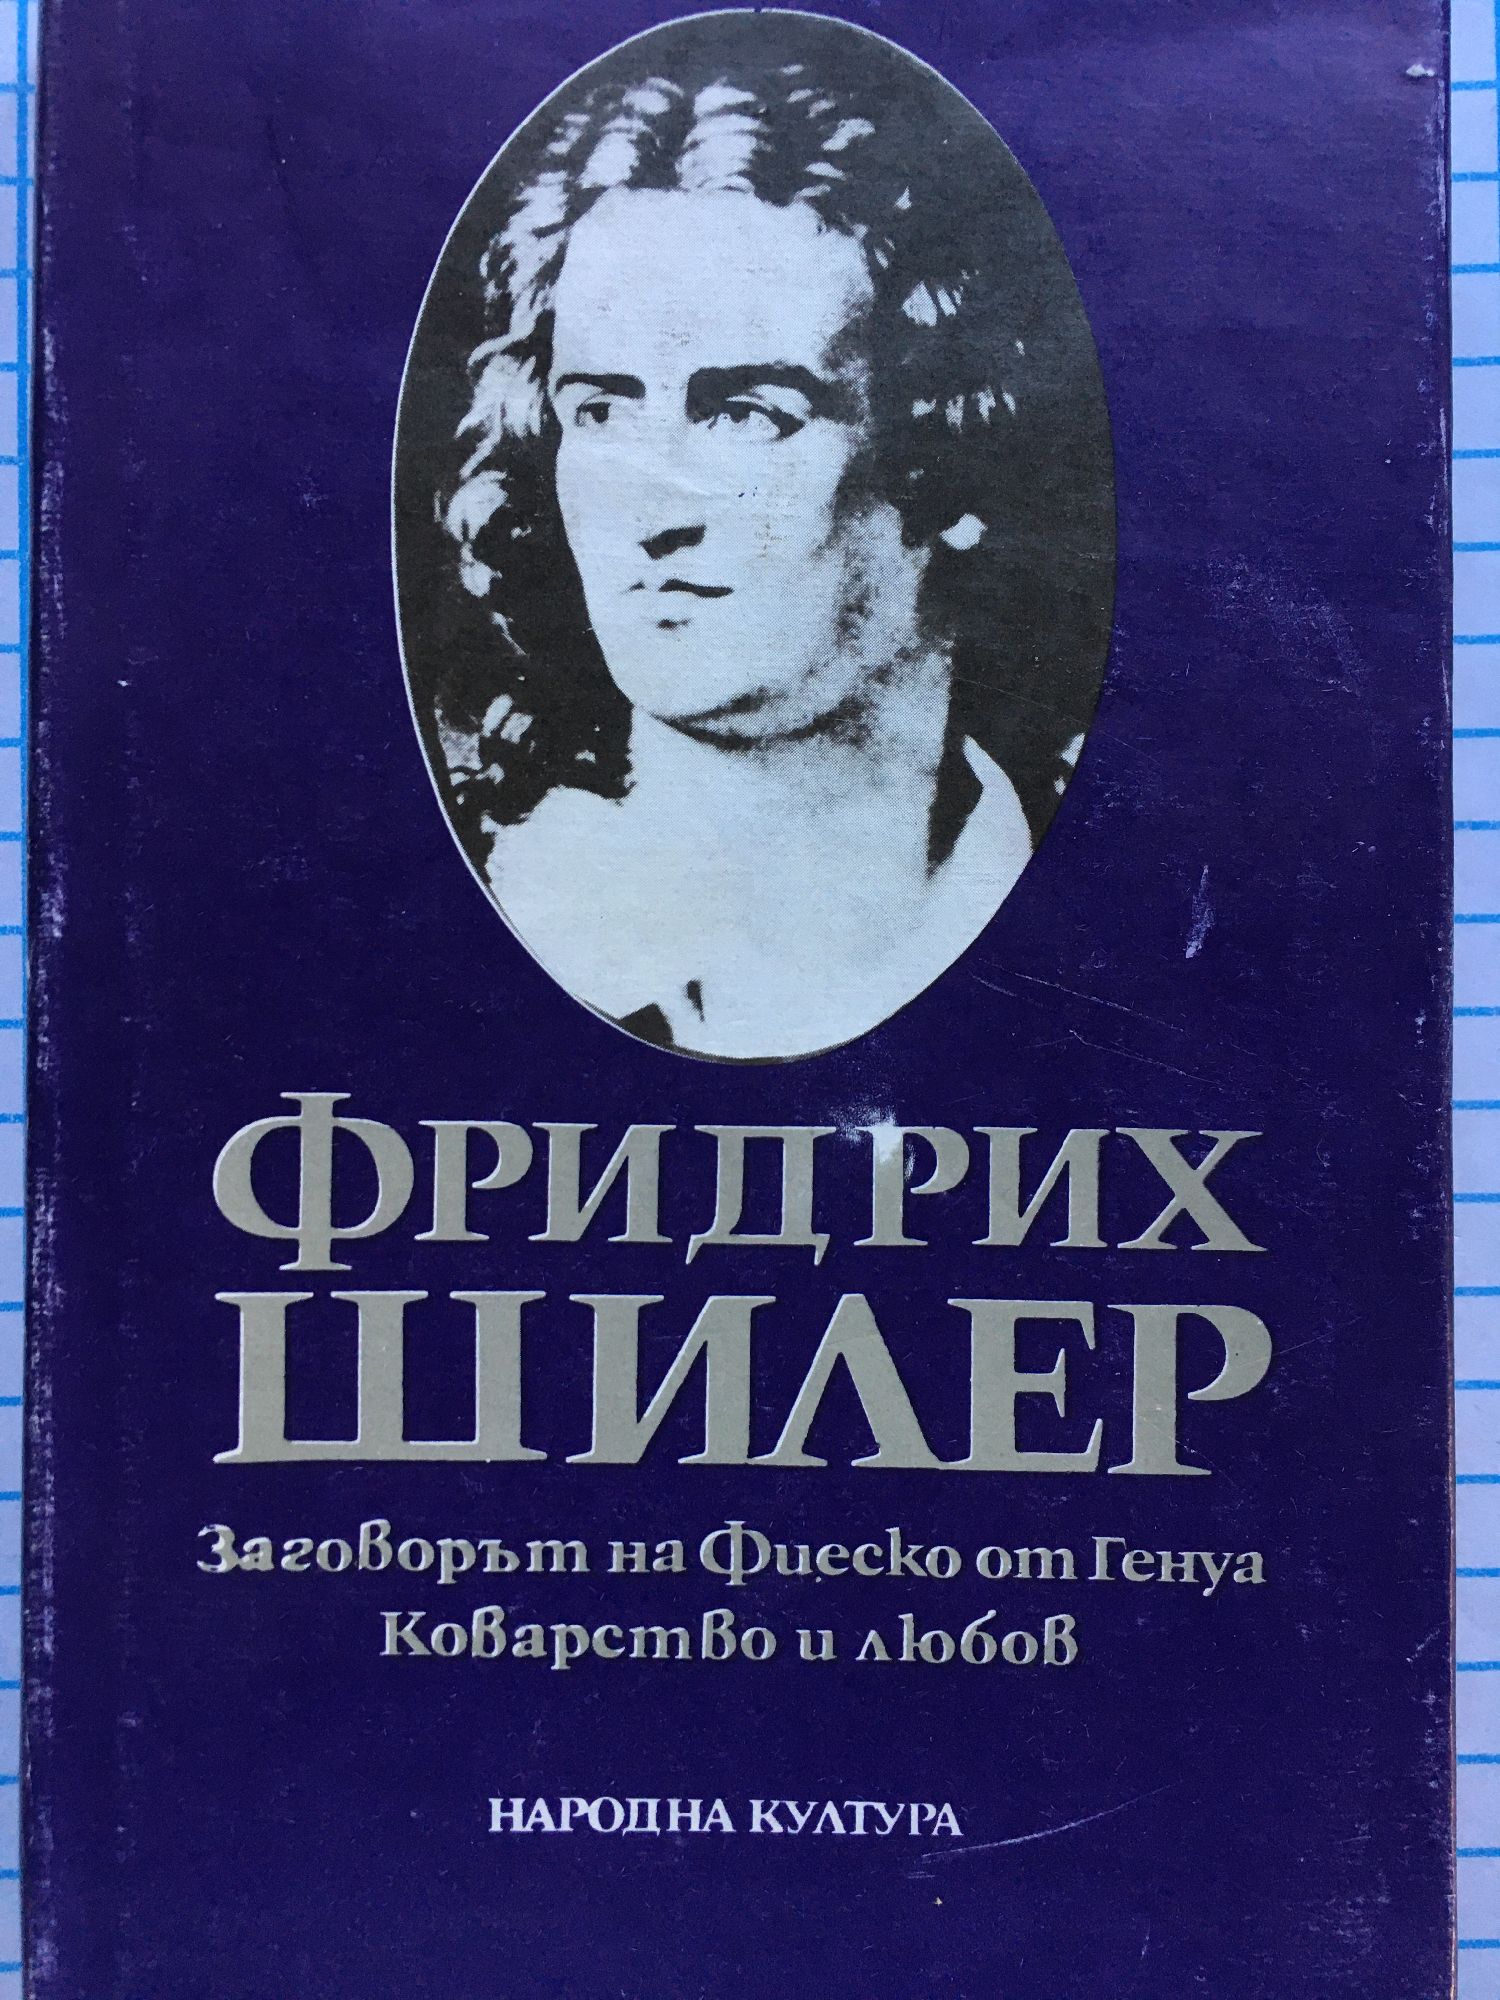 ФРИДРИХ
ШИЛЕР
Заговорът на Фиеско от Генуа
Коварство и любов
НАРОДНА КУЛТУРА